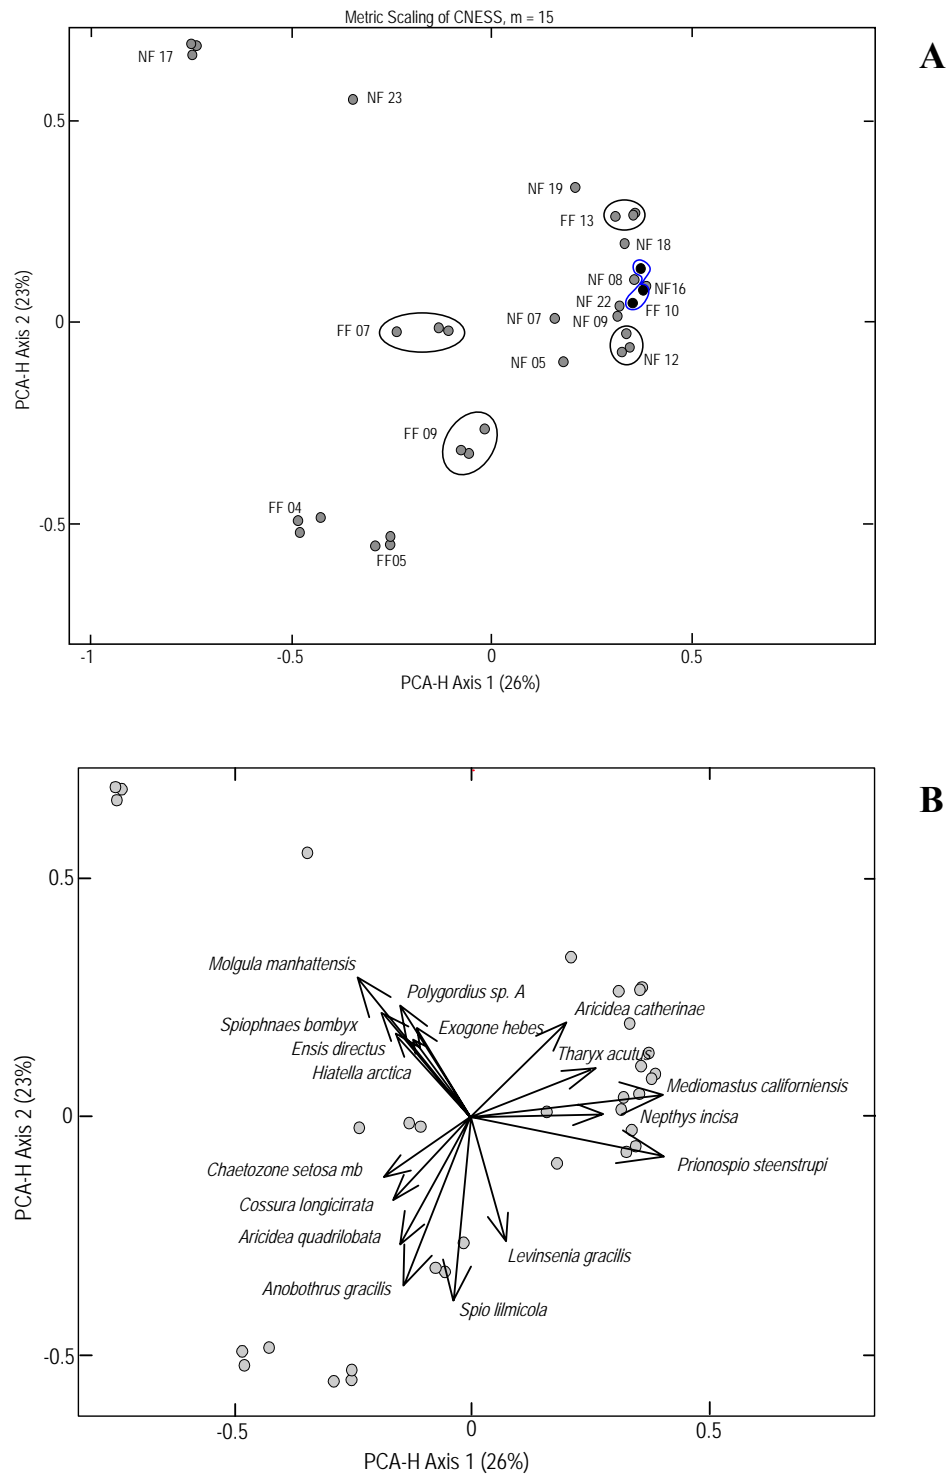 Metric Scaling of CNESS, m = 15
A
NF 17
NF 23
0.5
NF 19
FF 13
NF 18
NF 08
NF16
NF 22
FF 10
NF 07
NF 09
0
FF 07
NF 05
NF 12
FF 09
FF 04
-0.5
FF05
PCA-H Axis 2 (23%)
-1
-0.5
0
0.5
PCA-H Axis 1 (26%)
B
0.5
Molgula manhattensis
Polygordius sp. A
Aricidea catherinae
Spiophnaes bombyx
Exogone hebes
Ensis directus
Tharyx acutus
Hiatella arctica
Mediomastus californiensis
0
Nepthys incisa
Prionospio steenstrupi
Chaetozone setosa mb
Cossura longicirrata
Aricidea quadrilobata
Levinsenia gracilis
Anobothrus gracilis
Spio lilmicola
-0.5
PCA-H Axis 2 (23%)
-0.5
0
0.5
PCA-H Axis 1 (26%)